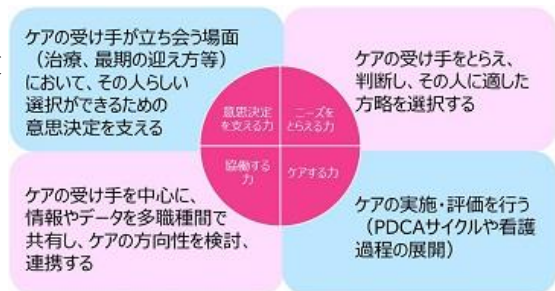 ケアの受け手が立ち会う場面
（治療、最期の迎え方等）
において、その人らしい
選択ができるための
意思決定を支える
ケアの受け手をとらえ、
判断し、その人に適した
方略を選択する
意思決定
を支える力
ニーズを
とらえる力
協働する
力
ケアする力
ケアの受け手を中心に、
情報やデータを多職種間で
共有し、ケアの方向性を検討、
連携する
ケアの実施・評価を行う
（PDCAサイクルや看護
過程の展開）